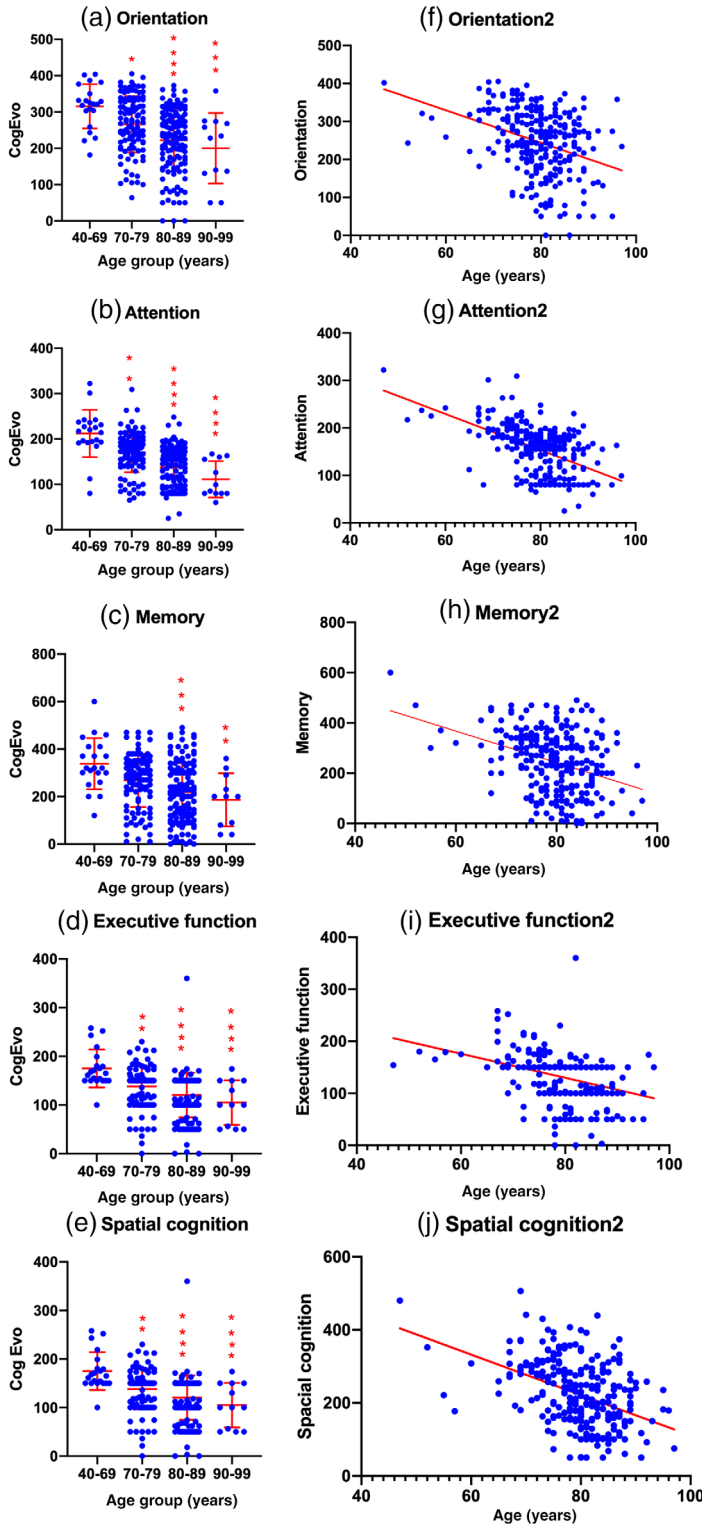 (a) Orientation
(f) Orientation2
CogEvo
500
400
300
200
100
0
* * * * * * * *
40-69 70-79 80-89 90-99
Age group (years)
Orientation
500
400
300
200
100
0
40 60 80 100
Age (years)
(b) Attention
(g) Attention2
CogEvo
400
300
200
100
0
* * * * * * * * * *
40-69 70-79 80-89 90-99
Age group (years)
Attention
400
300
200
100
0
40 60 80 100
Age (years)
(c) Memory
(h) Memory2
CogEvo
800
600
400
200
0
* * * * *
40-69 70-79 80-89 90-99
Age group (years)
Memory
800
600
400
200
0
40 60 80 100
Age (years)
(d) Executive function
(i) Executive function2
CogEvo
400
300
200
100
0
* * * * * * * * * *
40-69 70-79 80-89 90-99
Age group (years)
Executive function
400
300
200
100
0
40 60 80 100
Age (years)
(e) Spatial cognition
(j) Spatial cognition2
Cog Evo
400
300
200
100
0
* * * * * * * * * *
40-69 70-79 80-89 90-99
Age group (years)
Spacial cognition
600
400
200
0
40 60 80 100
Age (years)